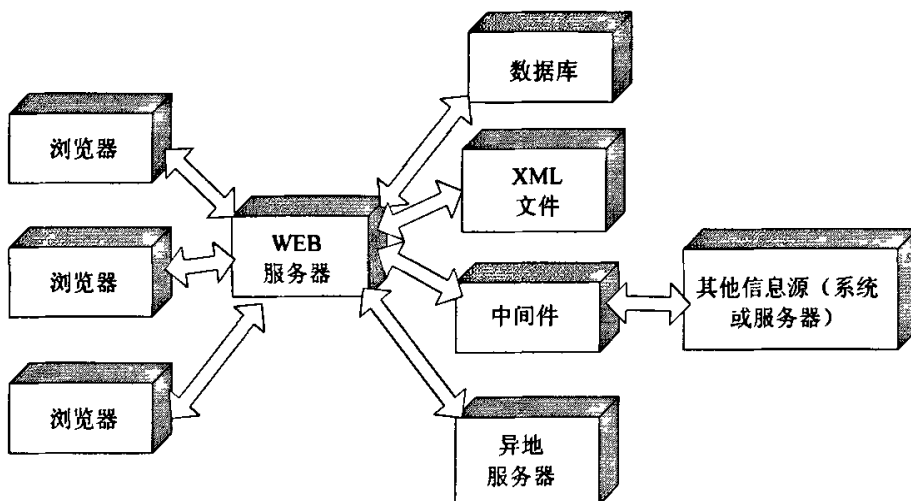 浏览器
浏览器
浏览器
WEB
服务器
数据库
XML
文件
中间件
异地
服务器
其他信息源（系统
或服务器）